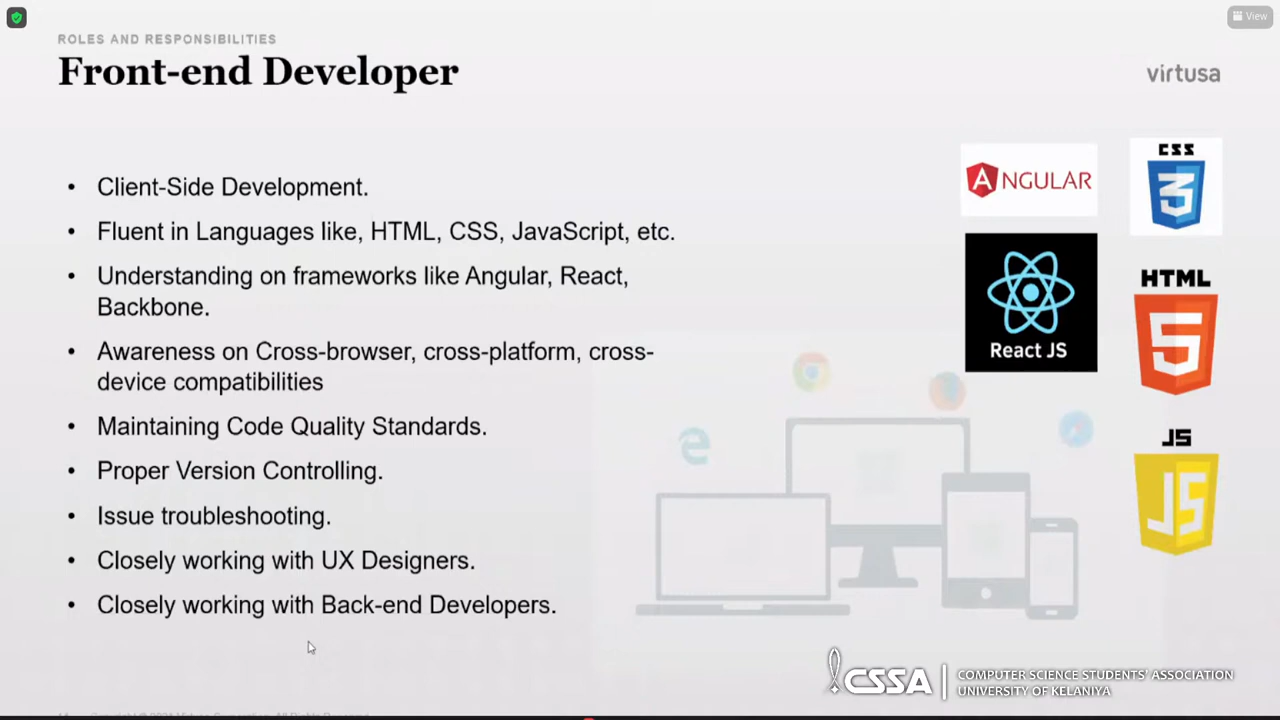 View
ROLES AND RESPONSIBILITIES
Front-end Developer
virtusa
• Client-Side Development.
• Fluent in Languages like, HTML, CSS, JavaScript, etc.
• Understanding on frameworks like Angular, React,
Backbone.
• Awareness on Cross-browser, cross-platform, cross-
device compatibilities
• Maintaining Code Quality Standards.
• Proper Version Controlling.
• Issue troubleshooting.
• Closely working with UX Designers.
• Closely working with Back-end Developers.
ANGULAR
CSS
3
React JS
HTML
5
JS
JS
CSSA
COMPUTER SCIENCE STUDENTS' ASSOCIATION
UNIVERSITY OF KELANIYA